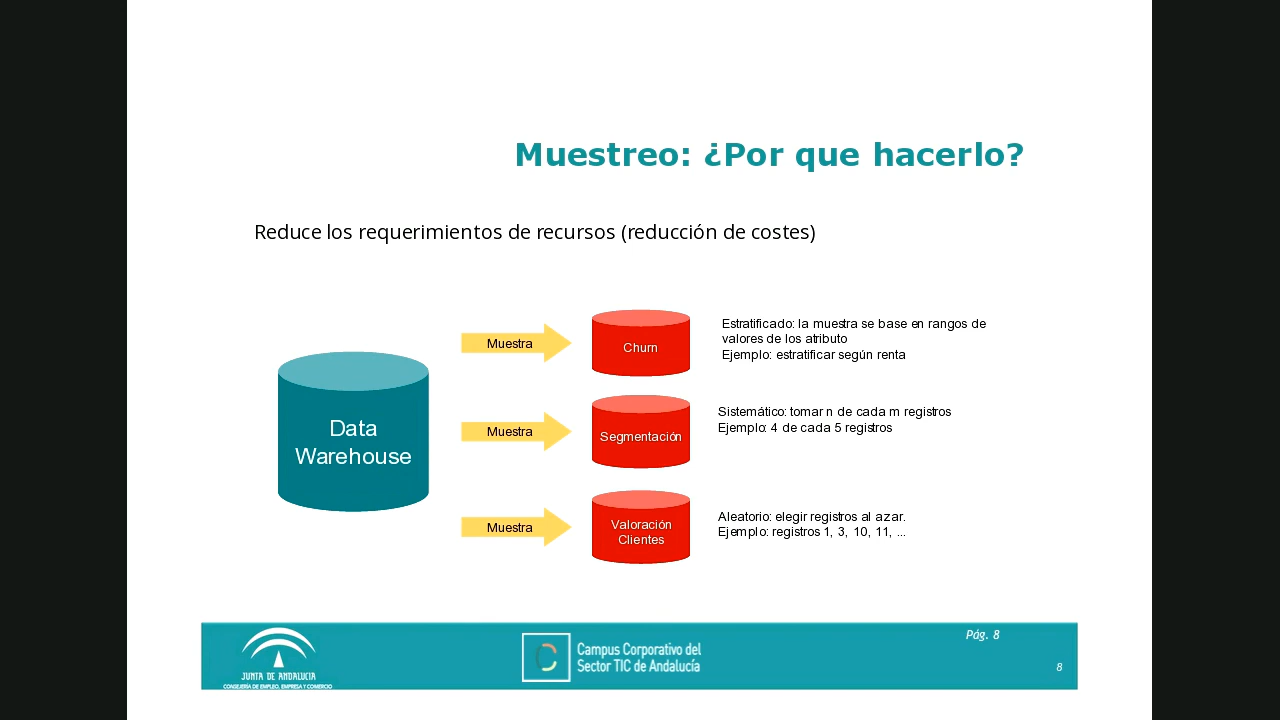 Muestreo: ¿Por que hacerlo?
Reduce los requerimientos de recursos (reducción de costes)
Data
Warehouse
Muestra
Churn
Estratificado: la muestra se base en rangos de
valores de los atributo
Ejemplo: estratificar según renta
Muestra
Segmentación
Sistemático: tomar n de cada m registros
Ejemplo: 4 de cada 5 registros
Muestra
Valoración
Clientes
Aleatorio: elegir registros al azar.
Ejemplo: registros 1, 3, 10, 11, ...
JUNTA DE ANDALUCIA
CONSEJERÍA DE EMPLEO, EMPRESA Y COMERCIO
Campus Corporativo del
Sector TIC de Andalucía
Pág. 8
8